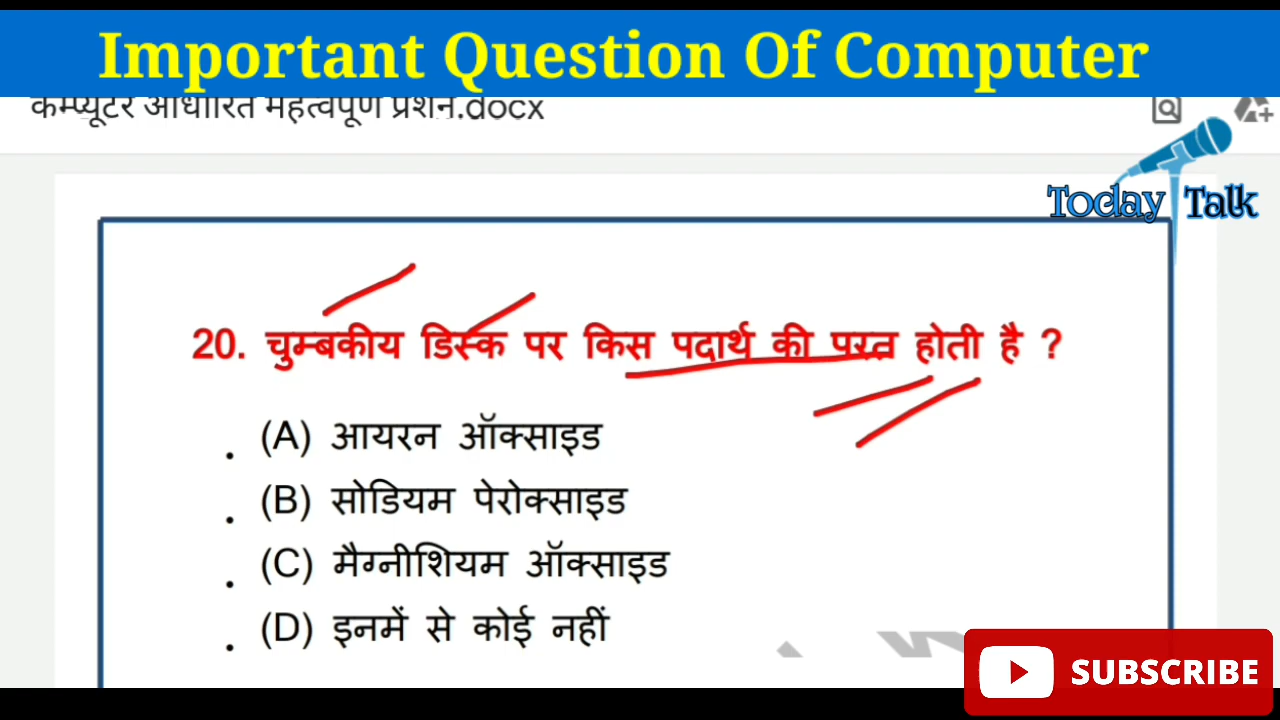 Important Question Of Computer
कम्प्यूटर आधारित महत्वपूर्ण प्रशन.docx
Today Talk
20. चुम्बकीय डिस्क पर किस पदार्थ की परत होती है ?
(A) आयरन ऑक्साइड
(B) सोडियम पेरोक्साइड
(C) मैग्नीशियम ऑक्साइड
(D) इनमें से कोई नहीं
SUBSCRIBE